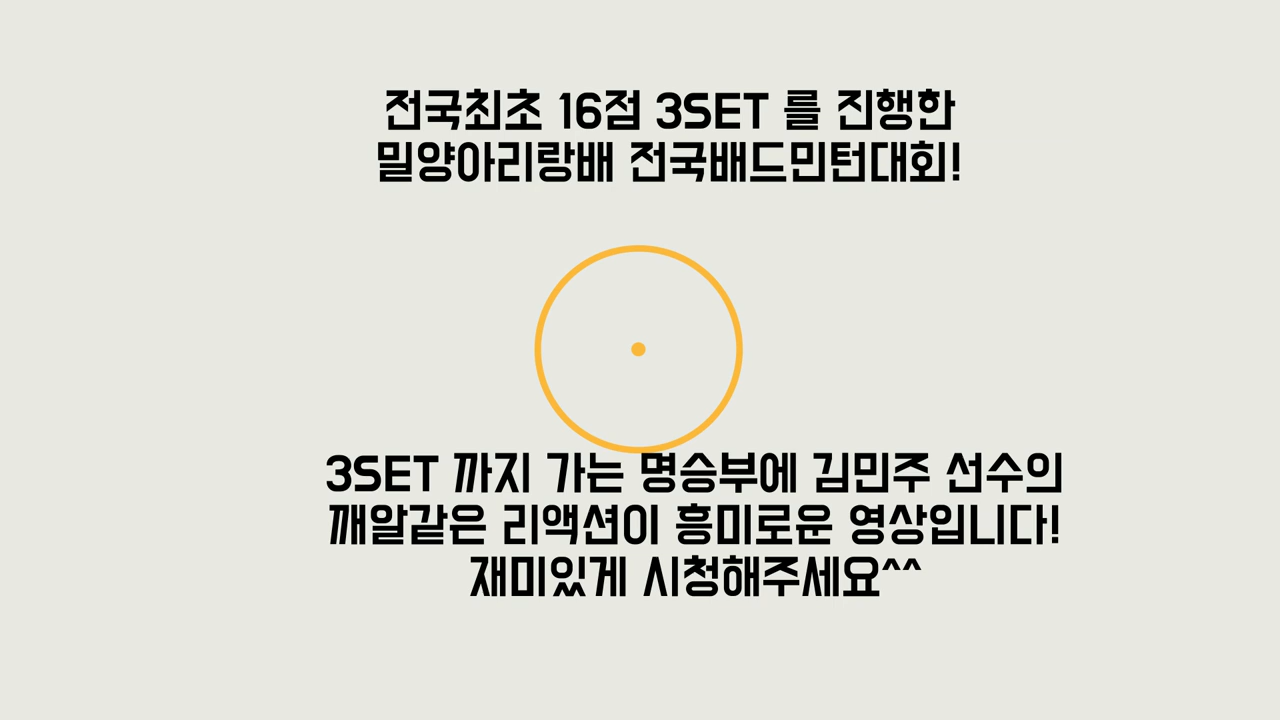 전국최초 16점 3SET 를 진행한
밀양아리랑배 전국배드민턴대회!
3SET 까지 가는 명승부에 김민주 선수의
깨알같은 리액션이 흥미로운 영상입니다!
재미있게 시청해주세요^^